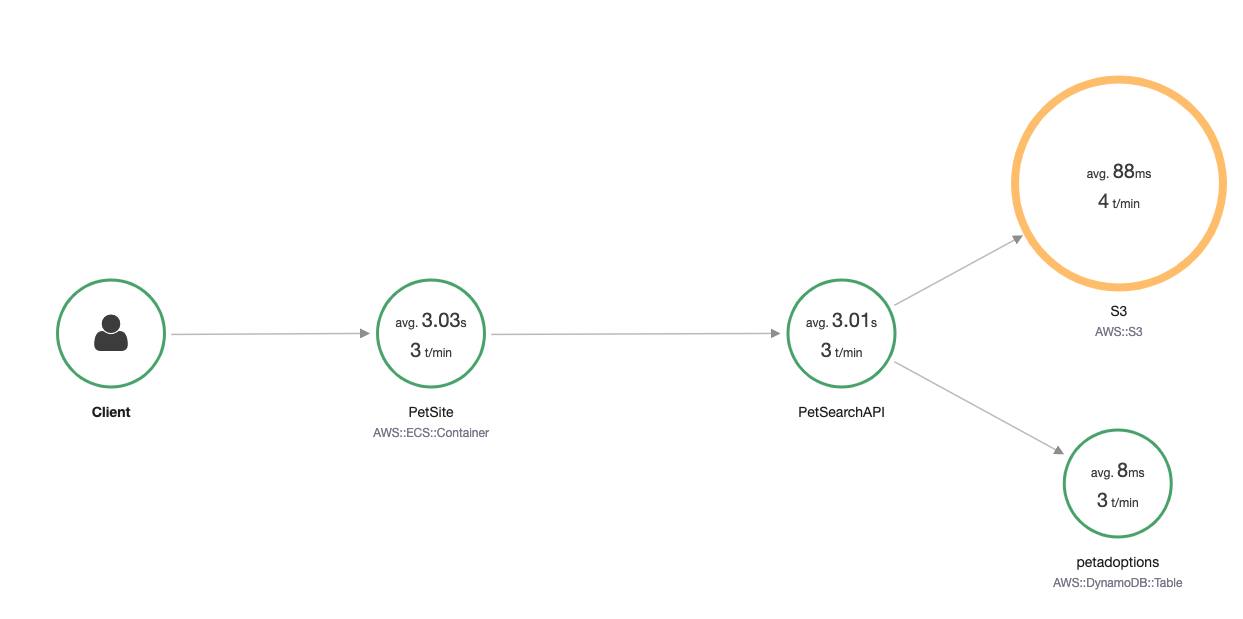 Client
avg. 3.03s
3 t/min
PetSite
AWS::ECS::Container
avg. 3.01s
3 t/min
PetSearchAPI
avg. 88ms
4 t/min
S3
AWS::S3
avg. 8ms
3 t/min
petadoptions
AWS::DynamoDB::Table